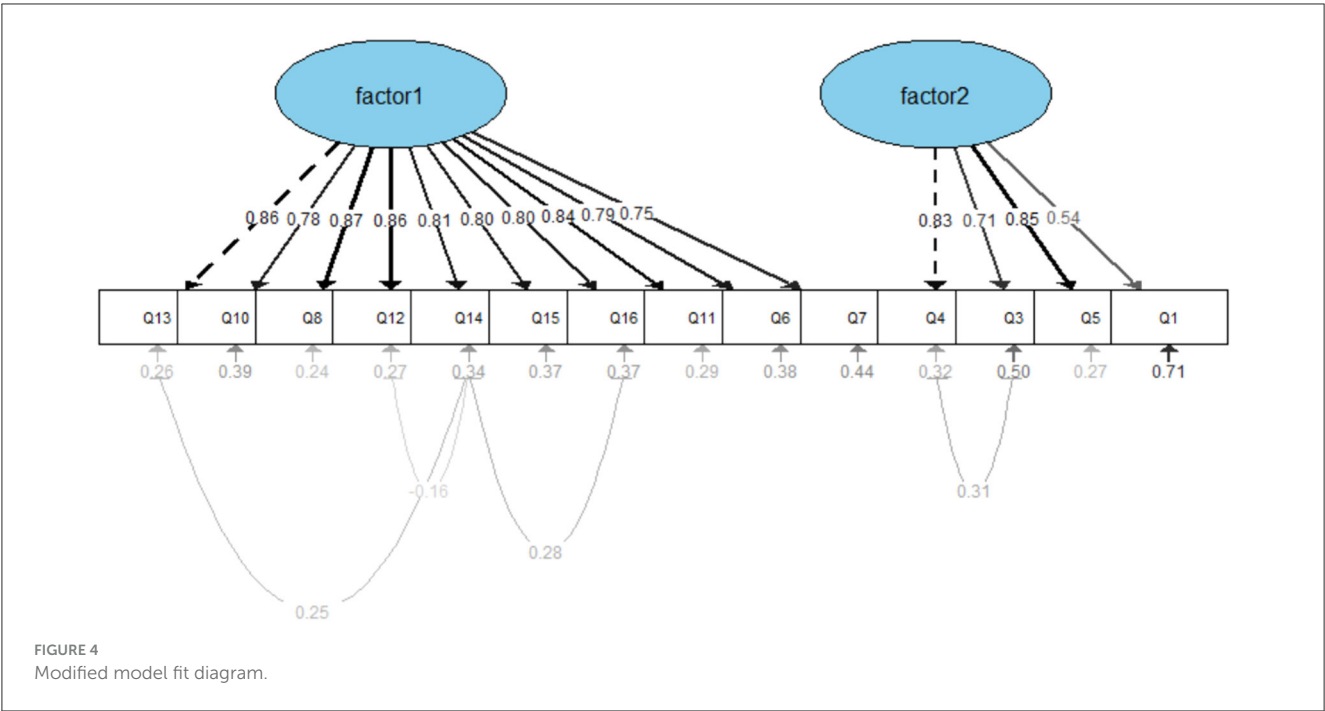 factor1 factor2
0.86 0.78 0.87 0.86 0.81 0.80 0.80 0.84 0.79 0.75 0.83 0.71 0.85 0.54
Q13 Q10 Q8 Q12 Q14 Q15 Q16 Q11 Q6 Q7 Q4 Q3 Q5 Q1
0.26 0.39 0.24 0.27 0.34 0.37 0.37 0.29 0.38 0.44 0.32 0.50 0.27 0.71
-0.16 0.31
0.28
0.25
FIGURE 4
Modified model fit diagram.